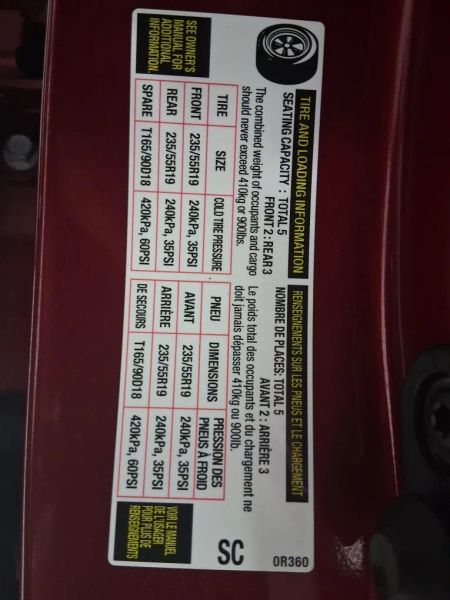 TIRE AND LOADING INFORMATION
SEATING CAPACITY : TOTAL 5
FRONT 2 : REAR 3
The combined weight of occupants and cargo
should never exceed 410kg or 900lbs.
TIRE SIZE COLD TIRE PRESSURE
FRONT 235/55R19 240kPa, 35PSI
REAR 235/55R19 240kPa, 35PSI
SPARE T165/90D18 420kPa, 60PSI
SEE OWNER'S
MANUAL FOR
ADDITIONAL
INFORMATION.
RENSEIGNEMENTS SUR LES PNEUS ET LE CHARGEMENT
NOMBRE DE PLACES: TOTAL 5
AVANT 2 : ARRIÈRE 3
Le poids total des occupants et du chargement ne
doit jamais dépasser 410kg ou 900lb.
PNEU DIMENSIONS PRESSION DES
PNEUS À FROID
AVANT 235/55R19 240kPa, 35PSI
ARRIÈRE 235/55R19 240kPa, 35PSI
DE SECOURS T165/90D18 420kPa, 60PSI
VOIR LE MANUEL
DE L'USAGER
POUR PLUS DE
RENSEIGNEMENTS
SC
0R360